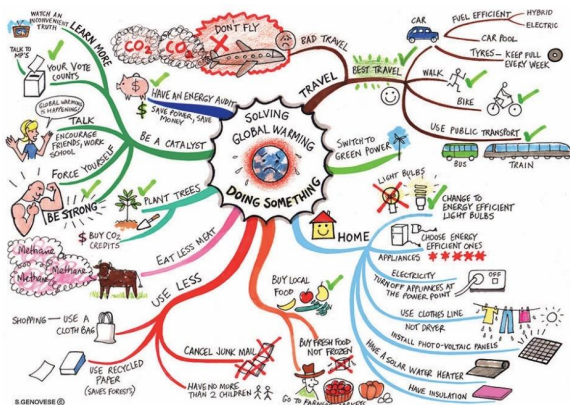 SOLVING
GLOBAL WARMING
DOING SOMETHING
WATCH AN
INCONVENIENT
TRUTH
LEARN MORE
TALK TO
MP'S
YOUR VOTE
COUNTS
GLOBAL WARMING
IS HAPPENING!
TALK
ENCOURAGE
FRIENDS, WORK
SCHOOL
FORCE YOURSELF
BE STRONG
BE A CATALYST
HAVE AN ENERGY AUDIT
$ SAVE POWER, SAVE
MONEY
CO2
CO2
DON'T FLY
BAD TRAVEL
TRAVEL
BEST TRAVEL
CAR
FUEL EFFICIENT
HYBRID
ELECTRIC
CAR POOL
TYRES - KEEP FULL
EVERY WEEK
WALK
BIKE
USE PUBLIC TRANSPORT
BUS
TRAIN
SWITCH TO
GREEN POWER
HOME
LIGHT BULBS
CHANGE TO
ENERGY EFFICIENT
LIGHT BULBS
CHOOSE ENERGY
EFFICIENT ONES
APPLIANCES
ELECTRICITY
TURN OFF APPLIANCES AT
THE POWER POINT
OFF
USE CLOTHES LINE
NOT DRYER
INSTALL PHOTO-VOLTAIC PANELS
HAVE A SOLAR WATER HEATER
HAVE INSULATION
BUY LOCAL
FOOD
BUY FRESH FOOD
NOT FROZEN
GO TO FARMERS MARKETS
USE LESS
SHOPPING - USE A
CLOTH BAG
USE RECYCLED
PAPER
(SAVES FORESTS)
CANCEL JUNK MAIL
HAVE NO MORE
THAN 2 CHILDREN
EAT LESS MEAT
Methane
Methane
Methane
PLANT TREES
$ BUY CO2
CREDITS
S.GENOVESE ©